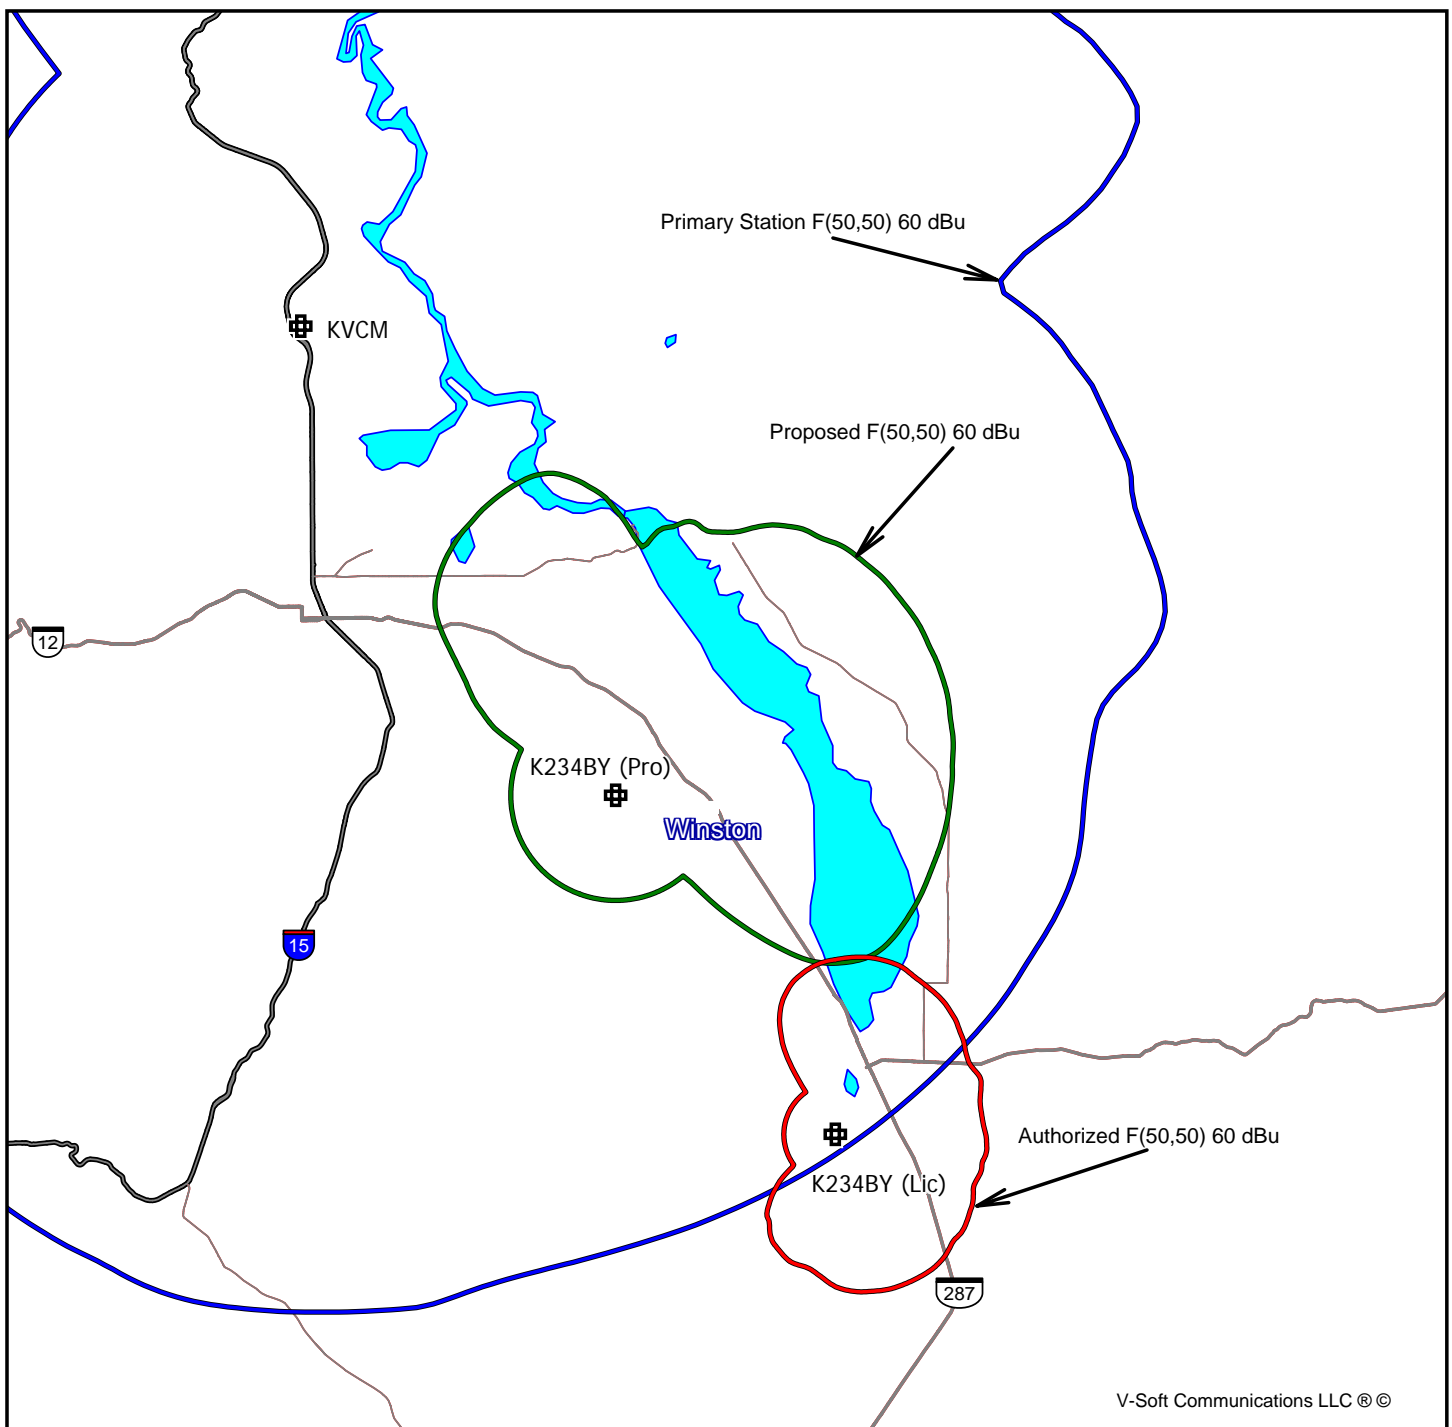 Primary Station F(50,50) 60 dBu
KVCM
Proposed F(50,50) 60 dBu
12
K234BY (Pro)
Winston
15
Authorized F(50,50) 60 dBu
K234BY (Lic)
287
V-Soft Communications LLC ® ©